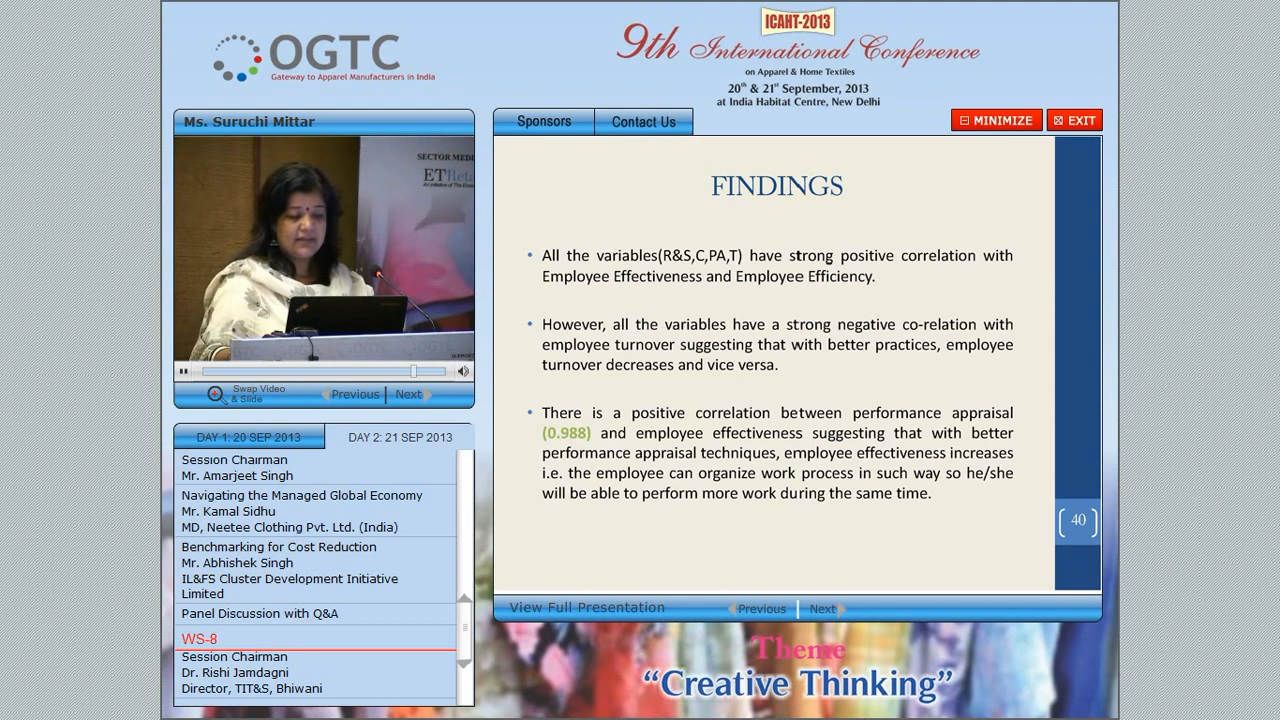 OGTC
Gateway to Apparel Manufacturers in India
ICAHT-2013
9th International Conference
on Apparel & Home Textiles
20th & 21st September, 2013
at India Habitat Centre, New Delhi
Ms. Suruchi Mittar
SECTOR MEDI
ETReta
An initiative of The
OGTC
Swap Video
& Slide
Previous
Next
DAY 1: 20 SEP 2013
DAY 2: 21 SEP 2013
Session Chairman
Mr. Amarjeet Singh
Navigating the Managed Global Economy
Mr. Kamal Sidhu
MD, Neetee Clothing Pvt. Ltd. (India)
Benchmarking for Cost Reduction
Mr. Abhishek Singh
IL&FS Cluster Development Initiative
Limited
Panel Discussion with Q&A
WS-8
Session Chairman
Dr. Rishi Jamdagni
Director, TIT&S, Bhiwani
Sponsors
Contact Us
MINIMIZE
EXIT
FINDINGS
• All the variables(R&S,C,PA,T) have strong positive correlation with
Employee Effectiveness and Employee Efficiency.
• However, all the variables have a strong negative co-relation with
employee turnover suggesting that with better practices, employee
turnover decreases and vice versa.
• There is a positive correlation between performance appraisal
(0.988) and employee effectiveness suggesting that with better
performance appraisal techniques, employee effectiveness increases
i.e. the employee can organize work process in such way so he/she
will be able to perform more work during the same time.
40
View Full Presentation
Previous
Next
Theme
“Creative Thinking”